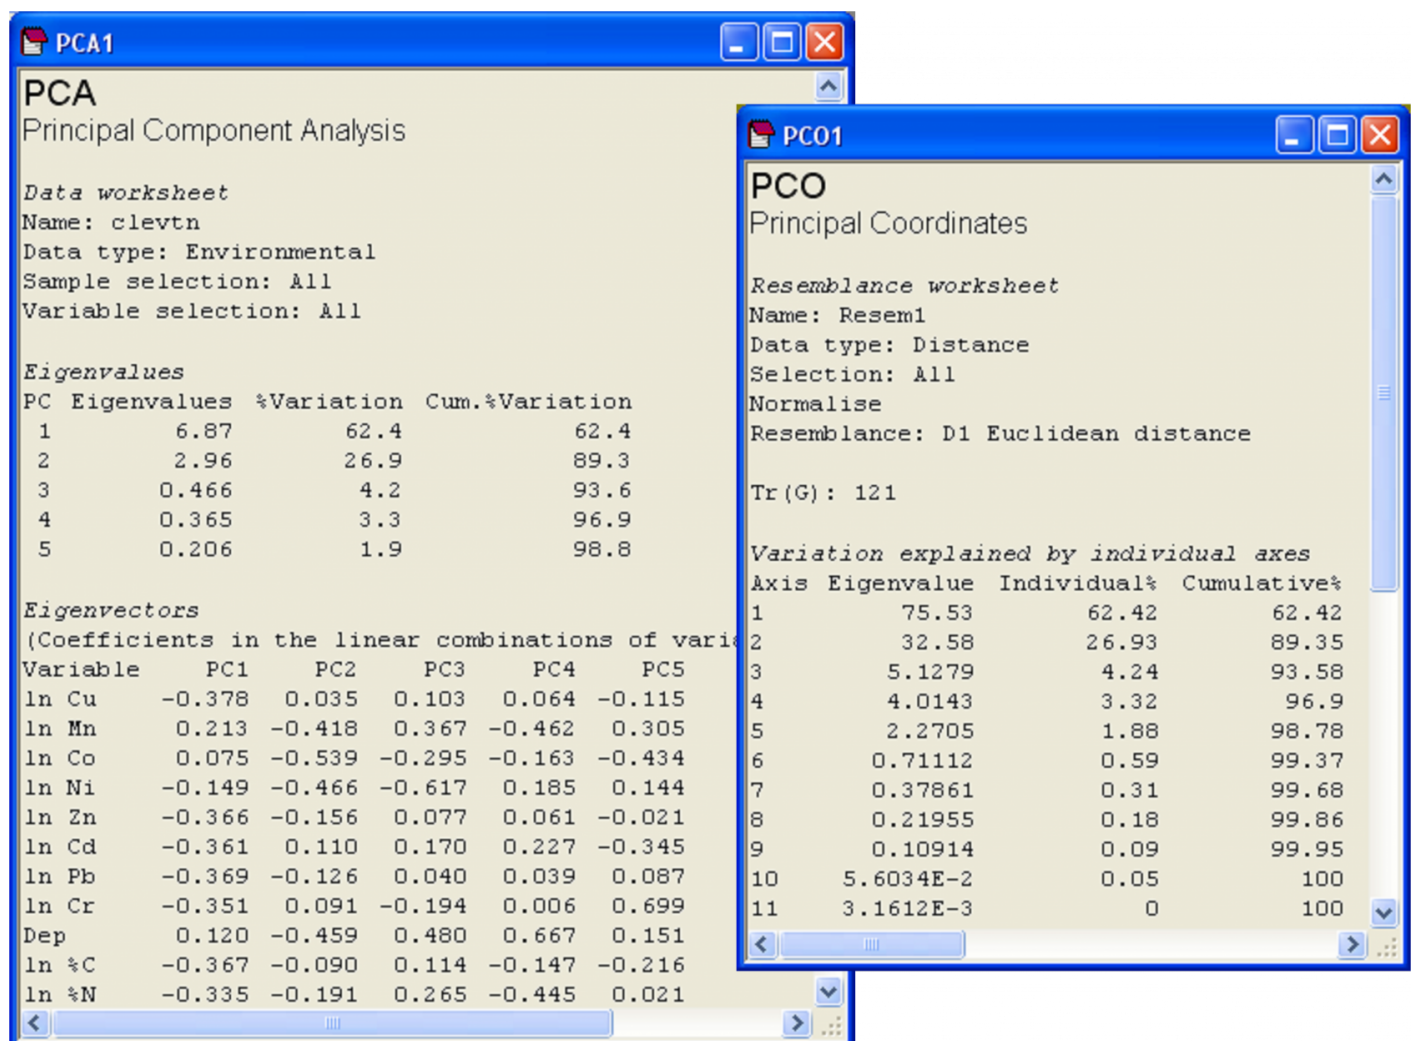 PCA1
PCA
Principal Component Analysis
Data worksheet
Name: clevtn
Data type: Environmental
Sample selection: All
Variable selection: All
Eigenvalues
PC Eigenvalues %Variation Cum.%Variation
1 6.87 62.4 62.4
2 2.96 26.9 89.3
3 0.466 4.2 93.6
4 0.365 3.3 96.9
5 0.206 1.9 98.8
Eigenvectors
(Coefficients in the linear combinations of varia
Variable PC1 PC2 PC3 PC4 PC5
ln Cu -0.378 0.035 0.103 0.064 -0.115
ln Mn 0.213 -0.418 0.367 -0.462 0.305
ln Co 0.075 -0.539 -0.295 -0.163 -0.434
ln Ni -0.149 -0.466 -0.617 0.185 0.144
ln Zn -0.366 -0.156 0.077 0.061 -0.021
ln Cd -0.361 0.110 0.170 0.227 -0.345
ln Pb -0.369 -0.126 0.040 0.039 0.087
ln Cr -0.351 0.091 -0.194 0.006 0.699
Dep 0.120 -0.459 0.480 0.667 0.151
ln %C -0.367 -0.090 0.114 -0.147 -0.216
ln %N -0.335 -0.191 0.265 -0.445 0.021
PCO1
PCO
Principal Coordinates
Resemblance worksheet
Name: Resem1
Data type: Distance
Selection: All
Normalise
Resemblance: D1 Euclidean distance
Tr(G): 121
Variation explained by individual axes
Axis Eigenvalue Individual% Cumulative%
1 75.53 62.42 62.42
2 32.58 26.93 89.35
3 5.1279 4.24 93.58
4 4.0143 3.32 96.9
5 2.2705 1.88 98.78
6 0.71112 0.59 99.37
7 0.37861 0.31 99.68
8 0.21955 0.18 99.86
9 0.10914 0.09 99.95
10 5.6034E-2 0.05 100
11 3.1612E-3 0 100